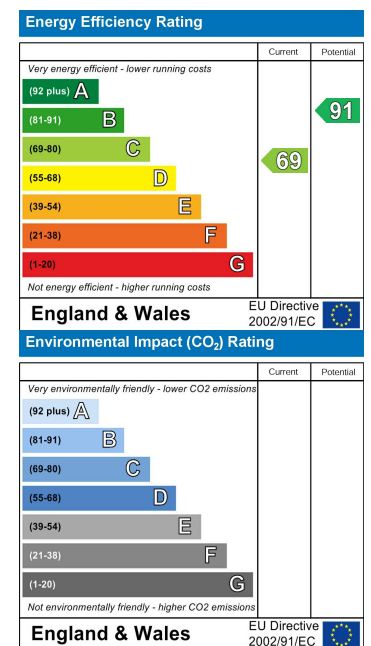 Energy Efficiency Rating
Current Potential
Very energy efficient - lower running costs
(92 plus) A
(81-91) B
(69-80) C
(55-68) D
(39-54) E
(21-38) F
(1-20) G
91
69
Not energy efficient - higher running costs
England & Wales
EU Directive
2002/91/EC
Environmental Impact (CO₂) Rating
Current Potential
Very environmentally friendly - lower CO2 emissions
(92 plus) A
(81-91) B
(69-80) C
(55-68) D
(39-54) E
(21-38) F
(1-20) G
Not environmentally friendly - higher CO2 emissions
England & Wales
EU Directive
2002/91/EC